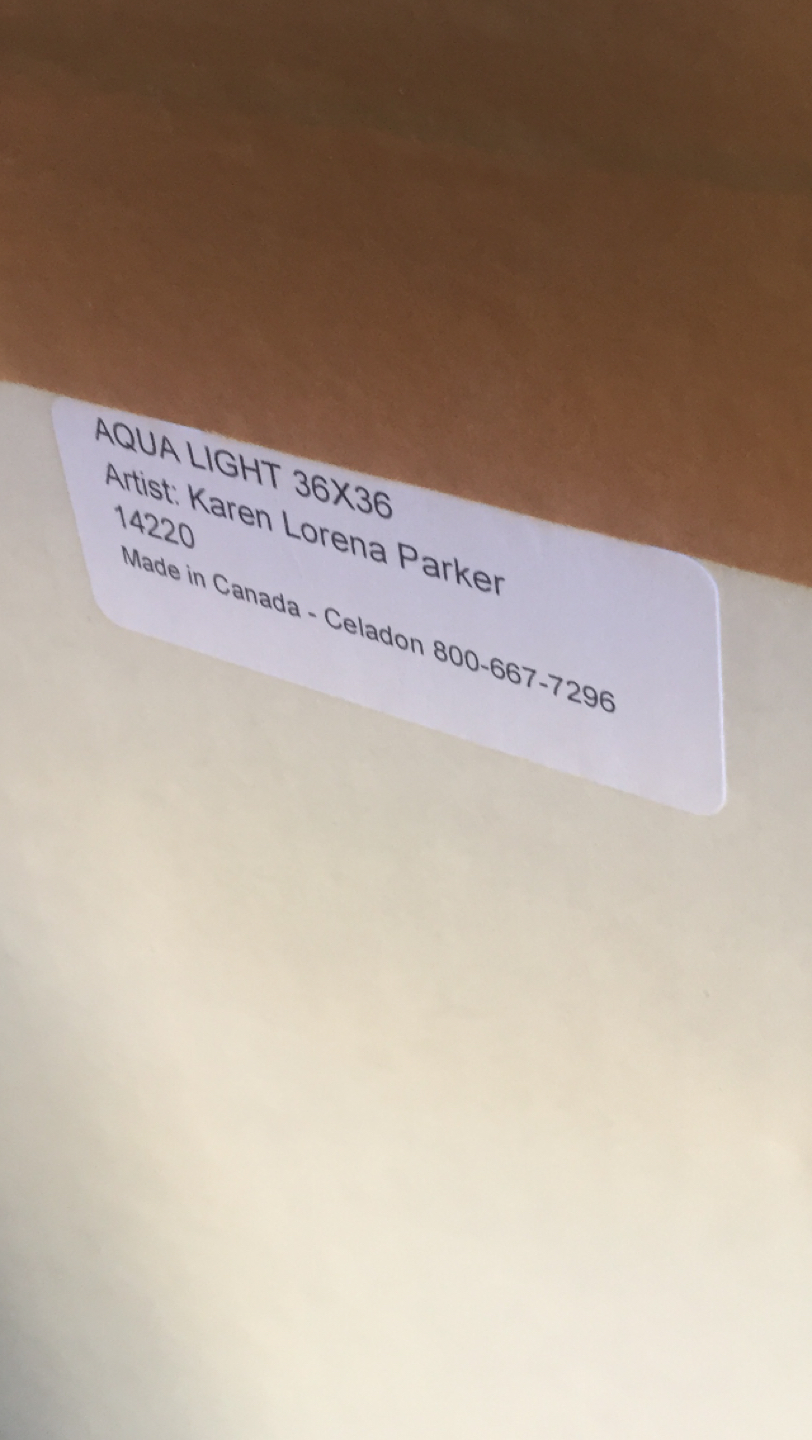 AQUA LIGHT 36X36
Artist: Karen Lorena Parker
14220
Made in Canada - Celadon 800-667-7296